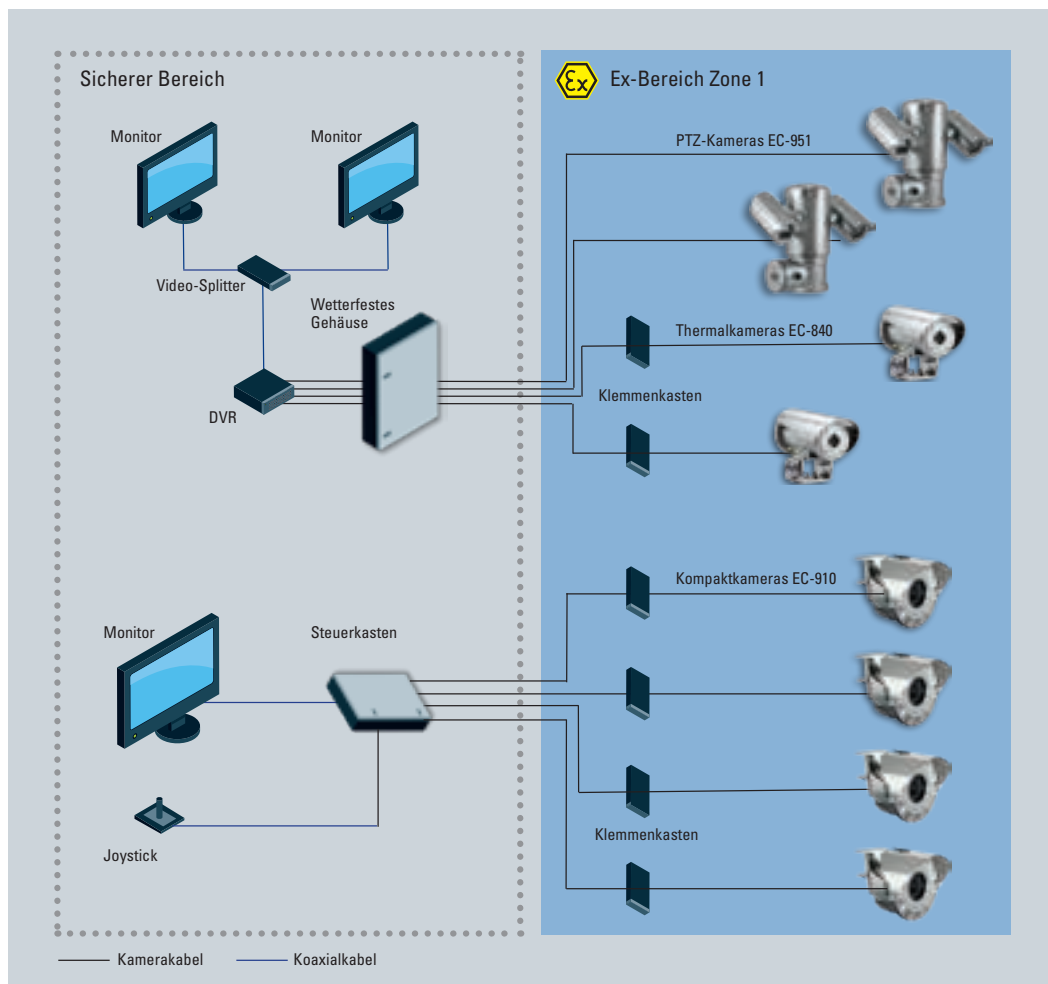 Sicherer Bereich
Ex
Ex-Bereich Zone 1
Monitor
Monitor
PTZ-Kameras EC-951
Video-Splitter
Wetterfestes
Gehäuse
Thermalkameras EC-840
Klemmenkasten
DVR
Kompaktkameras EC-910
Monitor
Steuerkasten
Klemmenkasten
Joystick
Kamerakabel
Koaxialkabel